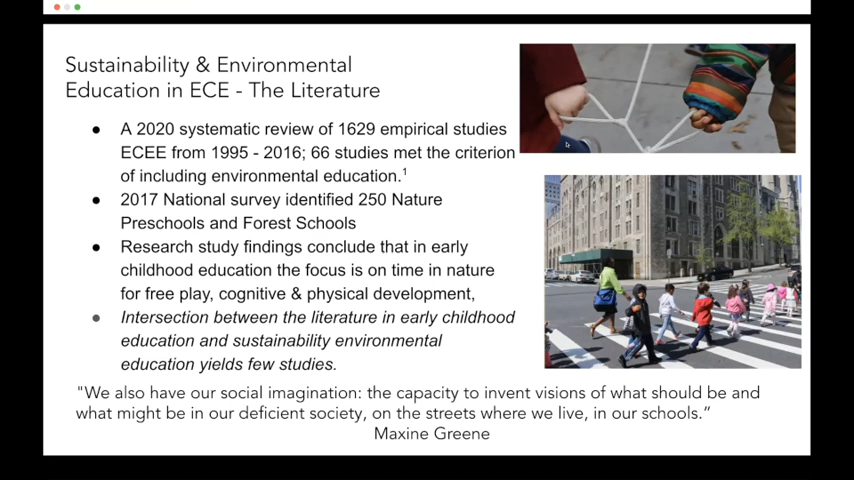 Sustainability & Environmental
Education in ECE - The Literature
● A 2020 systematic review of 1629 empirical studies
ECEE from 1995 - 2016; 66 studies met the criterion
of including environmental education.1
● 2017 National survey identified 250 Nature
Preschools and Forest Schools
● Research study findings conclude that in early
childhood education the focus is on time in nature
for free play, cognitive & physical development,
● Intersection between the literature in early childhood
education and sustainability environmental
education yields few studies.
"We also have our social imagination: the capacity to invent visions of what should be and
what might be in our deficient society, on the streets where we live, in our schools.”
Maxine Greene